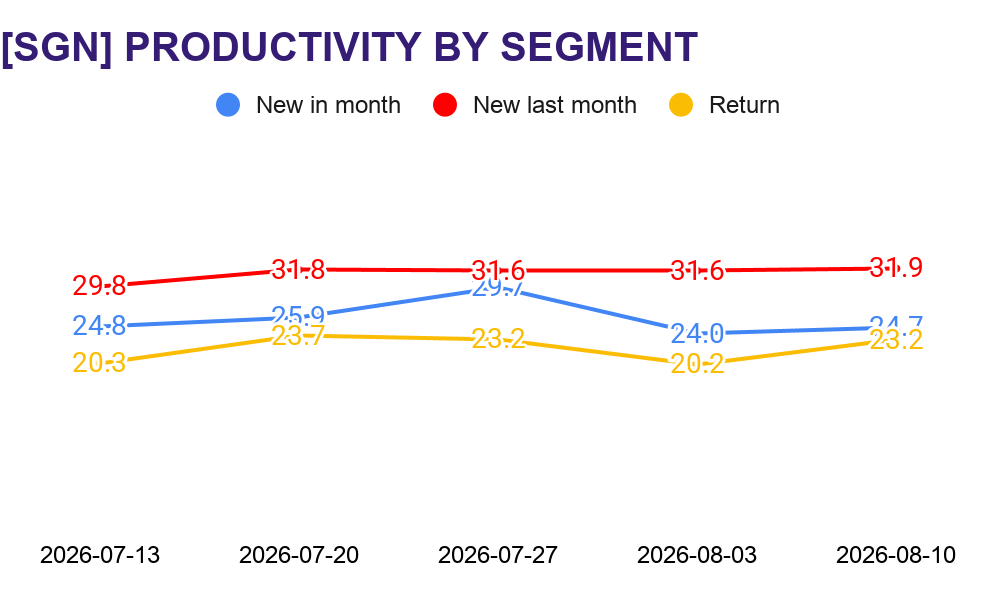 [SGN] PRODUCTIVITY BY SEGMENT
New in month New last month Return
29.8 31.8 31.6 31.6 31.9
24.8 25.9 29.7 24.0 24.7
20.3 23.7 23.2 20.2 23.2
2026-07-13 2026-07-20 2026-07-27 2026-08-03 2026-08-10